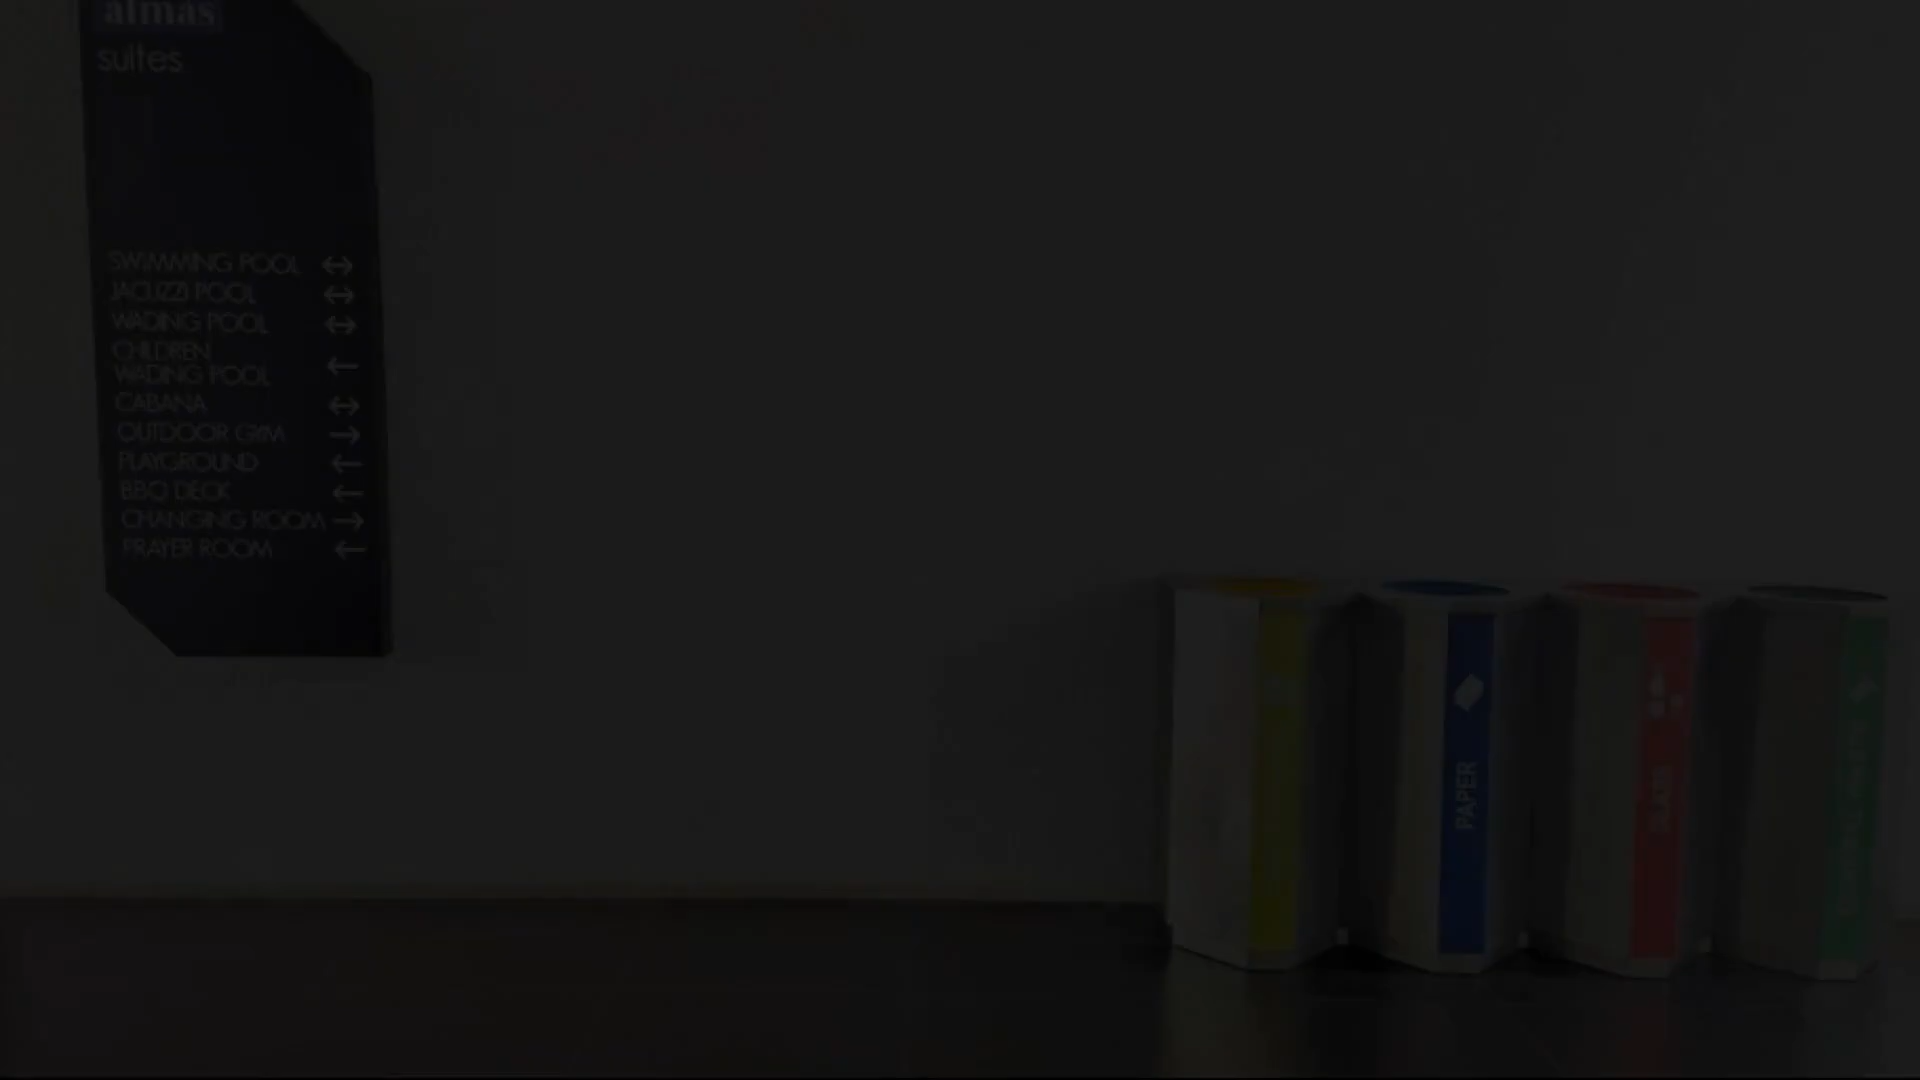 almas
suites
SWIMMING POOL ↔
JACUZZI POOL ↔
WADING POOL ↔
CHILDREN
WADING POOL ←
CABANA ↔
OUTDOOR GYM →
PLAYGROUND ←
BBQ DECK ←
CHANGING ROOM →
PRAYER ROOM ←
PAPER
GLASS